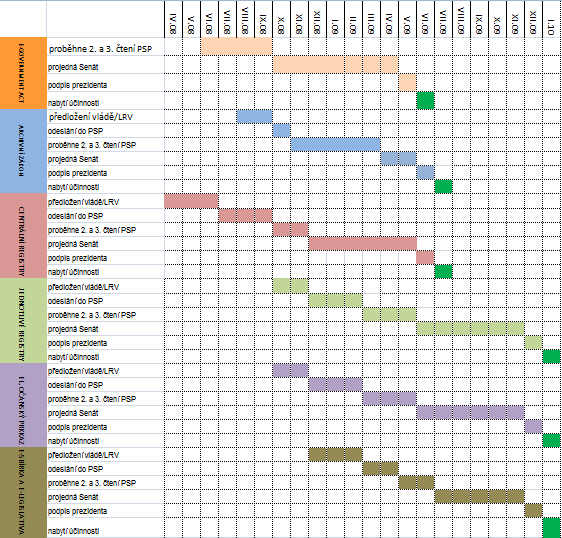 IV.08 V.08 VI.08 VII.08 VIII.08 IX.08 X.08 XI.08 XII.08 I.09 II.09 III.09 IV.09 V.09 VI.09 VII.09 VIII.09 IX.09 X.09 XI.09 XII.09 I.10
EGOVERNMENT ACT
proběhne 2. a 3. čtení PSP
projedná Senát
podpis prezidenta
nabytí účinnosti
ARCHIVNÍ ZÁKON
předložení vládě/LRV
odeslání do PSP
proběhne 2. a 3. čtení PSP
projedná Senát
podpis prezidenta
nabytí účinnosti
CENTRÁLNÍ REGISTRY
předložení vládě/LRV
odeslání do PSP
proběhne 2. a 3. čtení PSP
projedná Senát
podpis prezidenta
nabytí účinnosti
JEDNOTLIVÉ REGISTRY
předložení vládě/LRV
odeslání do PSP
proběhne 2. a 3. čtení PSP
projedná Senát
podpis prezidenta
nabytí účinnosti
EL. OČANSKÝ PRŮKAZ
předložení vládě/LRV
odeslání do PSP
proběhne 2. a 3. čtení PSP
projedná Senát
podpis prezidenta
nabytí účinnosti
E-SBÍRKA A E-LEGISLATIVA
předložení vládě/LRV
odeslání do PSP
proběhne 2. a 3. čtení PSP
projedná Senát
podpis prezidenta
nabytí účinnosti